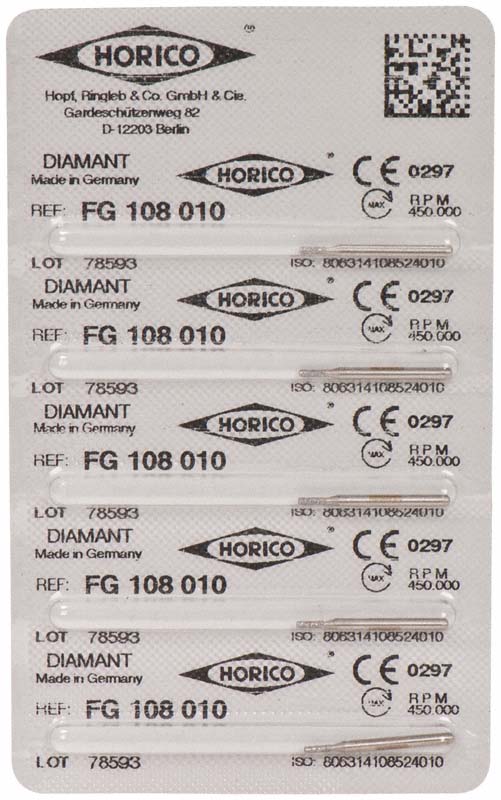 HORICO ®
Hopf, Ringleb & Co. GmbH & Cie.
Gardeschützenweg 82
D-12203 Berlin
DIAMANT HORICO ® CE 0297
Made in Germany MAX RPM
REF: FG 108 010 450.000
LOT 78593 ISO: 806314108524010
DIAMANT HORICO ® CE 0297
Made in Germany MAX RPM
REF: FG 108 010 450.000
LOT 78593 ISO: 806314108524010
DIAMANT HORICO ® CE 0297
Made in Germany MAX RPM
REF: FG 108 010 450.000
LOT 78593 ISO: 806314108524010
DIAMANT HORICO ® CE 0297
Made in Germany MAX RPM
REF: FG 108 010 450.000
LOT 78593 ISO: 806314108524010
DIAMANT HORICO ® CE 0297
Made in Germany MAX RPM
REF: FG 108 010 450.000
LOT 78593 ISO: 806314108524010